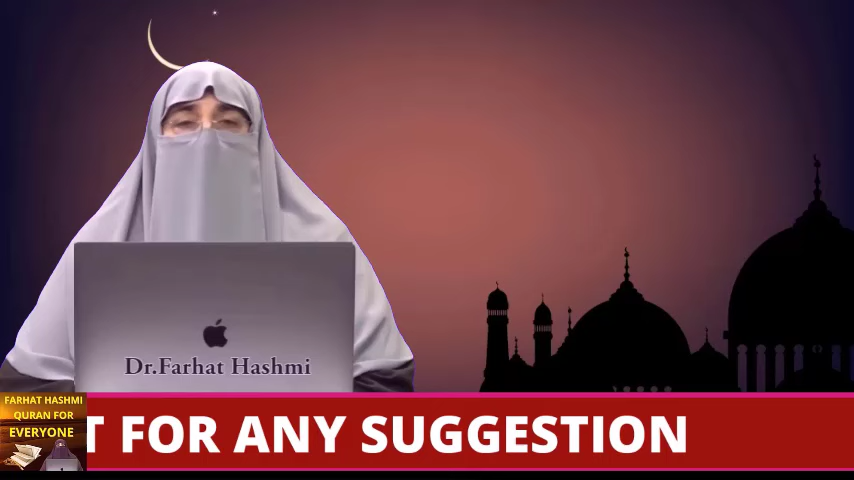 Dr.Farhat Hashmi
FARHAT HASHMI
QURAN FOR
EVERYONE
T FOR ANY SUGGESTION